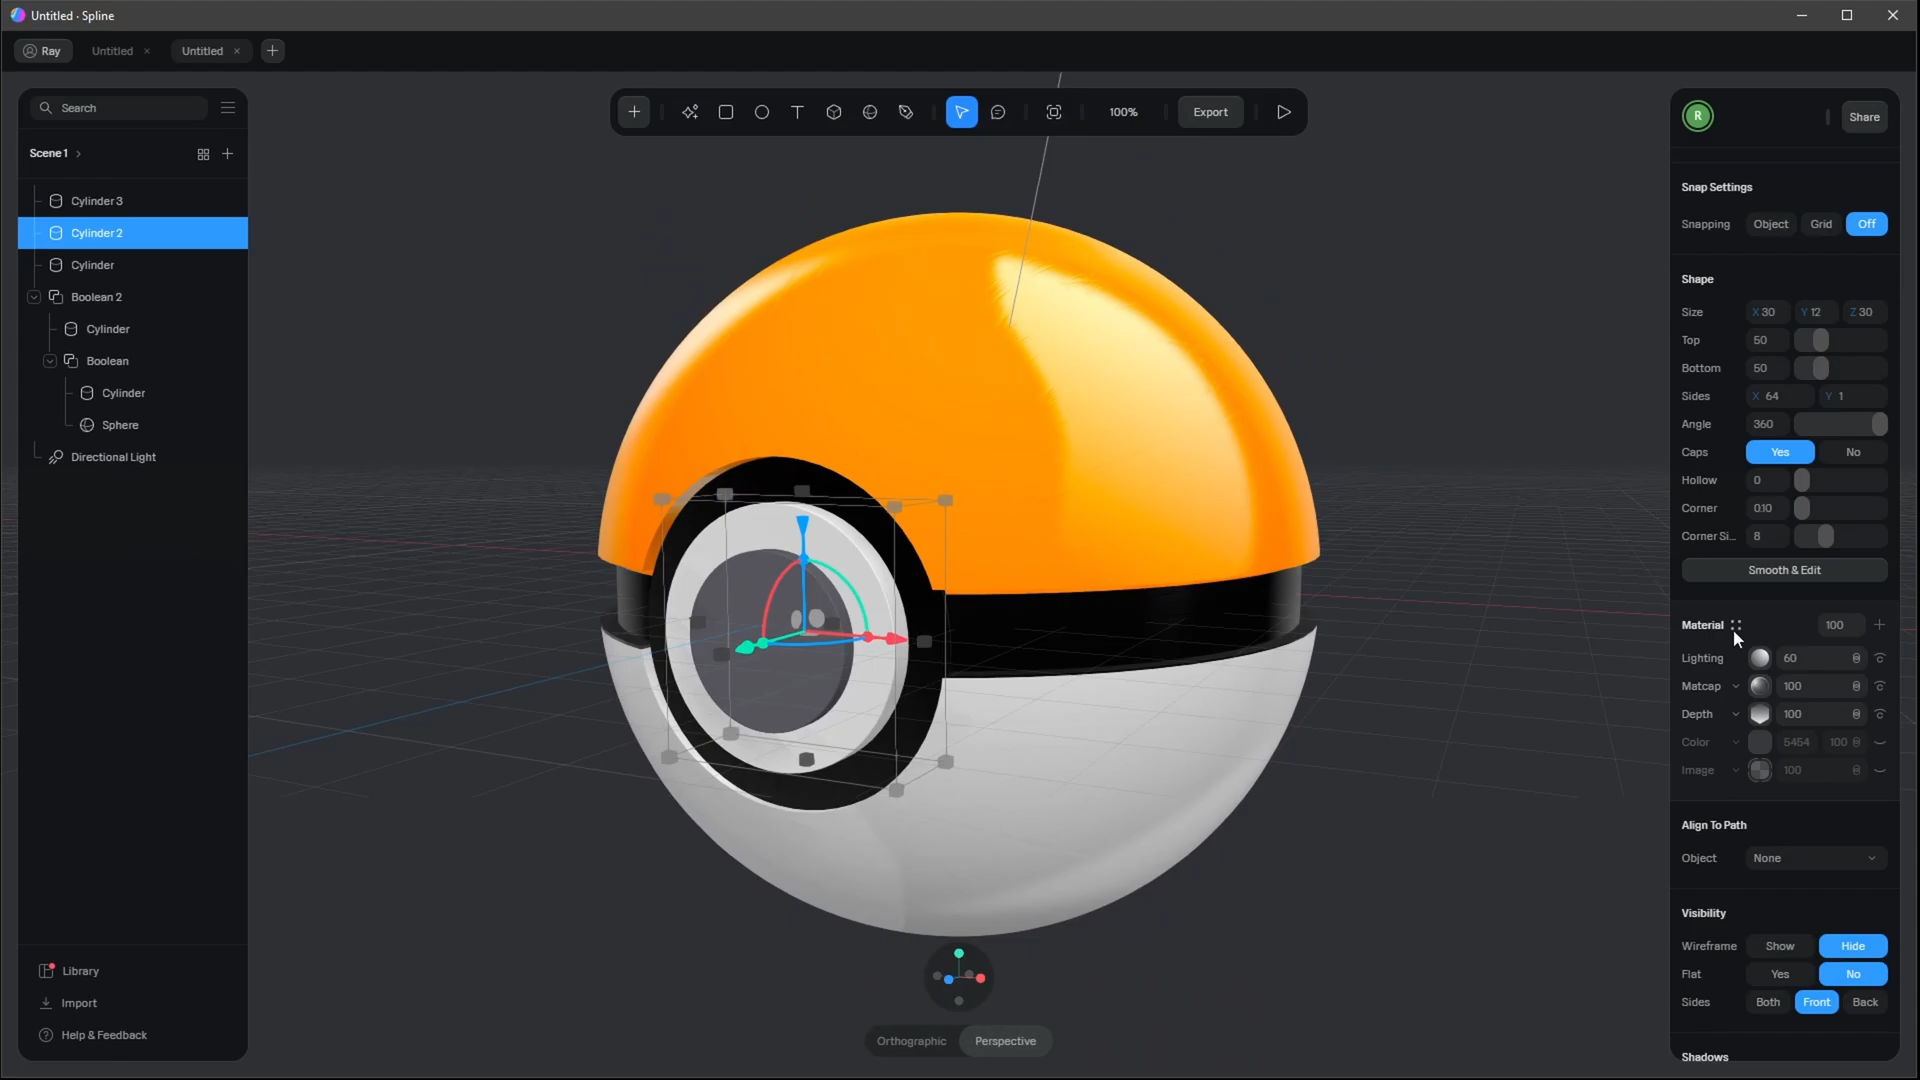 Untitled · Spline
Ray
Untitled
Untitled
Search
Scene 1
Cylinder 3
Cylinder 2
Cylinder
Boolean 2
Cylinder
Boolean
Cylinder
Sphere
Directional Light
Library
Import
Help & Feedback
T
100%
Export
Orthographic
Perspective
R
Share
Snap Settings
Snapping Object Grid Off
Shape
Size X 30 Y 12 Z 30
Top 50
Bottom 50
Sides X 64 Y 1
Angle 360
Caps Yes No
Hollow 0
Corner 0.10
Corner Si... 8
Smooth & Edit
Material 100
Lighting 60
Matcap 100
Depth 100
Color 5454 100
Image 100
Align To Path
Object None
Visibility
Wireframe Show Hide
Flat Yes No
Sides Both Front Back
Shadows